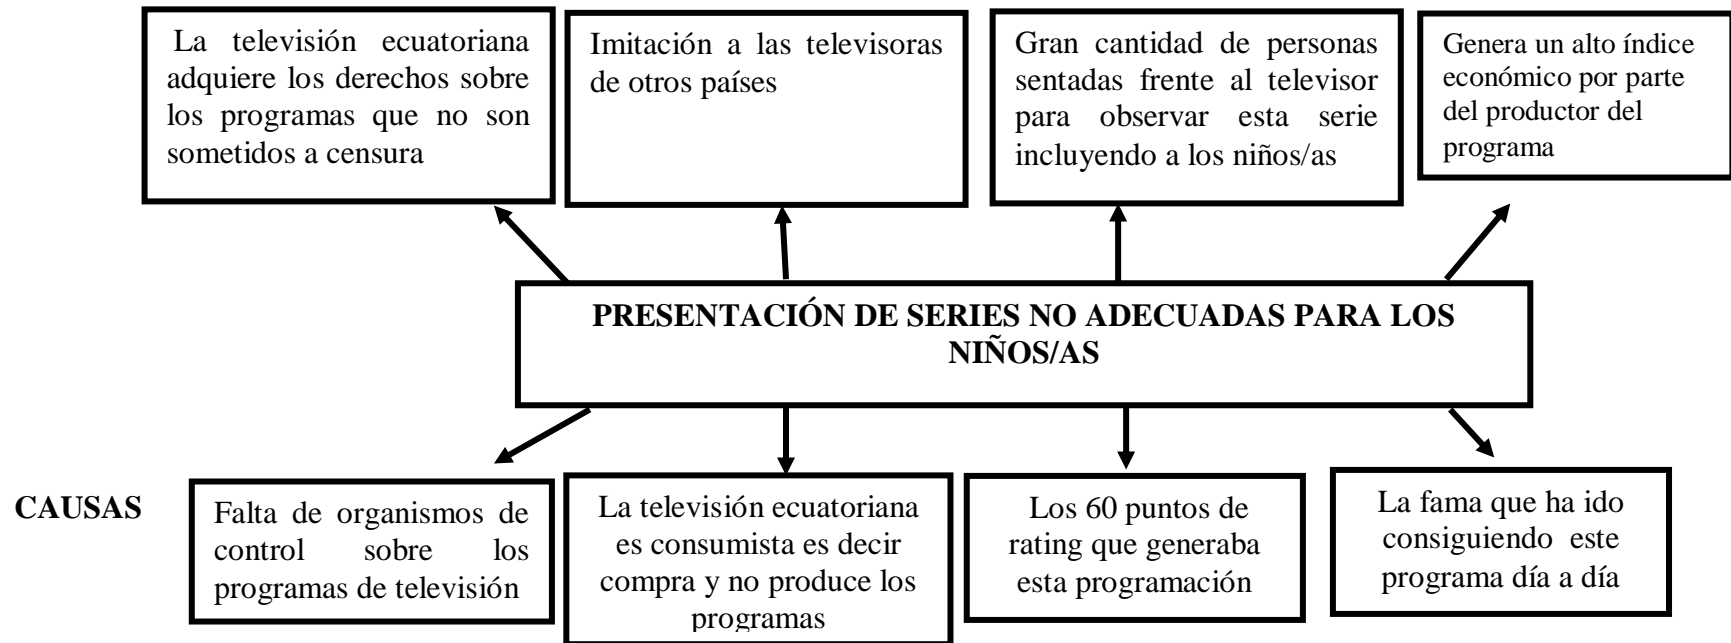 La televisión ecuatoriana
adquiere los derechos sobre
los programas que no son
sometidos a censura
Imitación a las televisoras
de otros países
Gran cantidad de personas
sentadas frente al televisor
para observar esta serie
incluyendo a los niños/as
Genera un alto índice
económico por parte
del productor del
programa
PRESENTACIÓN DE SERIES NO ADECUADAS PARA LOS
NIÑOS/AS
CAUSAS
Falta de organismos de
control sobre los
programas de televisión
La televisión ecuatoriana
es consumista es decir
compra y no produce los
programas
Los 60 puntos de
rating que generaba
esta programación
La fama que ha ido
consiguiendo este
programa día a día